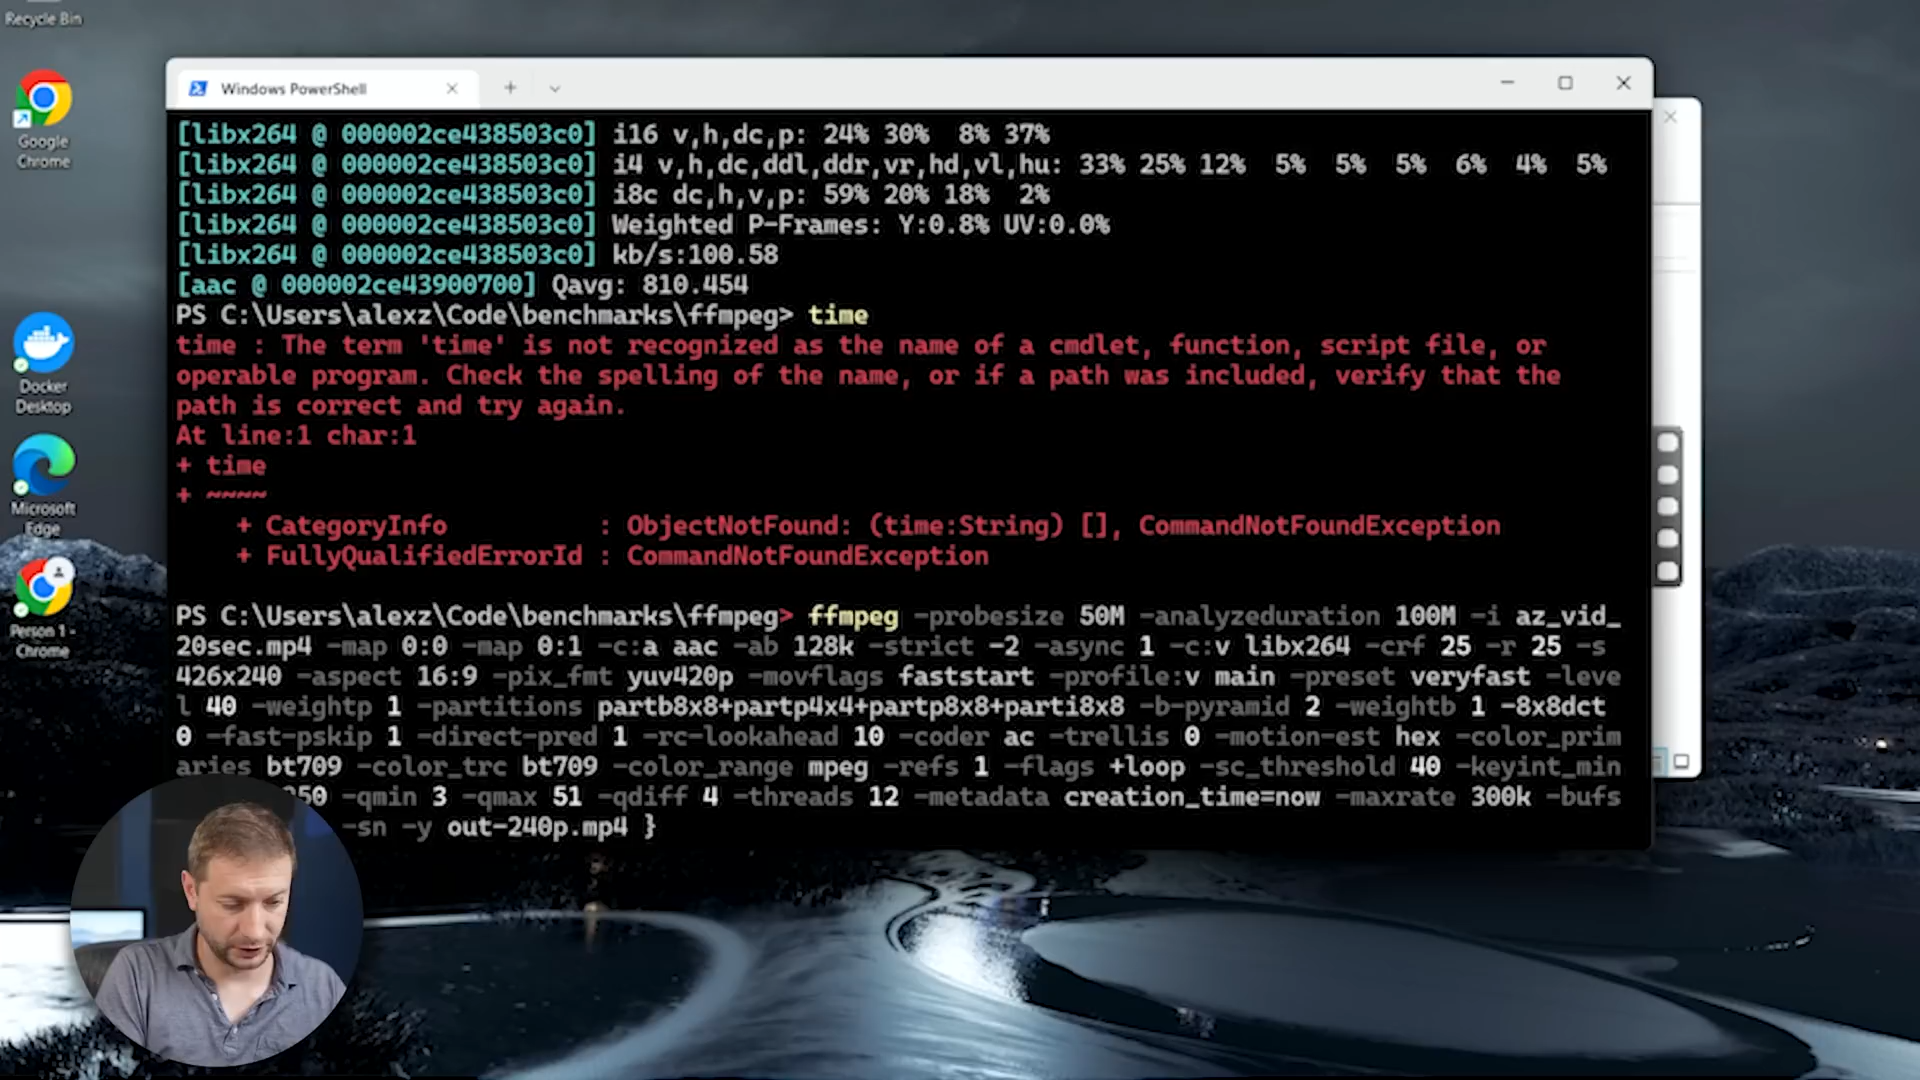 Recycle Bin
Google
Chrome
Docker
Desktop
Microsoft
Edge
Person 1 -
Chrome
Windows PowerShell
[libx264 @ 000002ce438503c0] i16 v,h,dc,p: 24% 30%  8% 37%
[libx264 @ 000002ce438503c0] i4 v,h,dc,ddl,ddr,vr,hd,vl,hu: 33% 25% 12%  5%  5%  5%  6%  4%  5%
[libx264 @ 000002ce438503c0] i8c dc,h,v,p: 59% 20% 18%  2%
[libx264 @ 000002ce438503c0] Weighted P-Frames: Y:0.8% UV:0.0%
[libx264 @ 000002ce438503c0] kb/s:100.58
[aac @ 000002ce43900700] Qavg: 810.454
PS C:\Users\alexz\Code\benchmarks\ffmpeg> time
time : The term 'time' is not recognized as the name of a cmdlet, function, script file, or
operable program. Check the spelling of the name, or if a path was included, verify that the
path is correct and try again.
At line:1 char:1
+ time
+ ~~~~
    + CategoryInfo          : ObjectNotFound: (time:String) [], CommandNotFoundException
    + FullyQualifiedErrorId : CommandNotFoundException
PS C:\Users\alexz\Code\benchmarks\ffmpeg> ffmpeg -probesize 50M -analyzeduration 100M -i az_vid_
20sec.mp4 -map 0:0 -map 0:1 -c:a aac -ab 128k -strict -2 -async 1 -c:v libx264 -crf 25 -r 25 -s
426x240 -aspect 16:9 -pix_fmt yuv420p -movflags faststart -profile:v main -preset veryfast -leve
l 40 -weightp 1 -partitions partb8x8+partp4x4+partp8x8+parti8x8 -b-pyramid 2 -weightb 1 -8x8dct
0 -fast-pskip 1 -direct-pred 1 -rc-lookahead 10 -coder ac -trellis 0 -motion-est hex -color_prim
aries bt709 -color_trc bt709 -color_range mpeg -refs 1 -flags +loop -sc_threshold 40 -keyint_min
50 -qmin 3 -qmax 51 -qdiff 4 -threads 12 -metadata creation_time=now -maxrate 300k -bufs
-sn -y out-240p.mp4 }